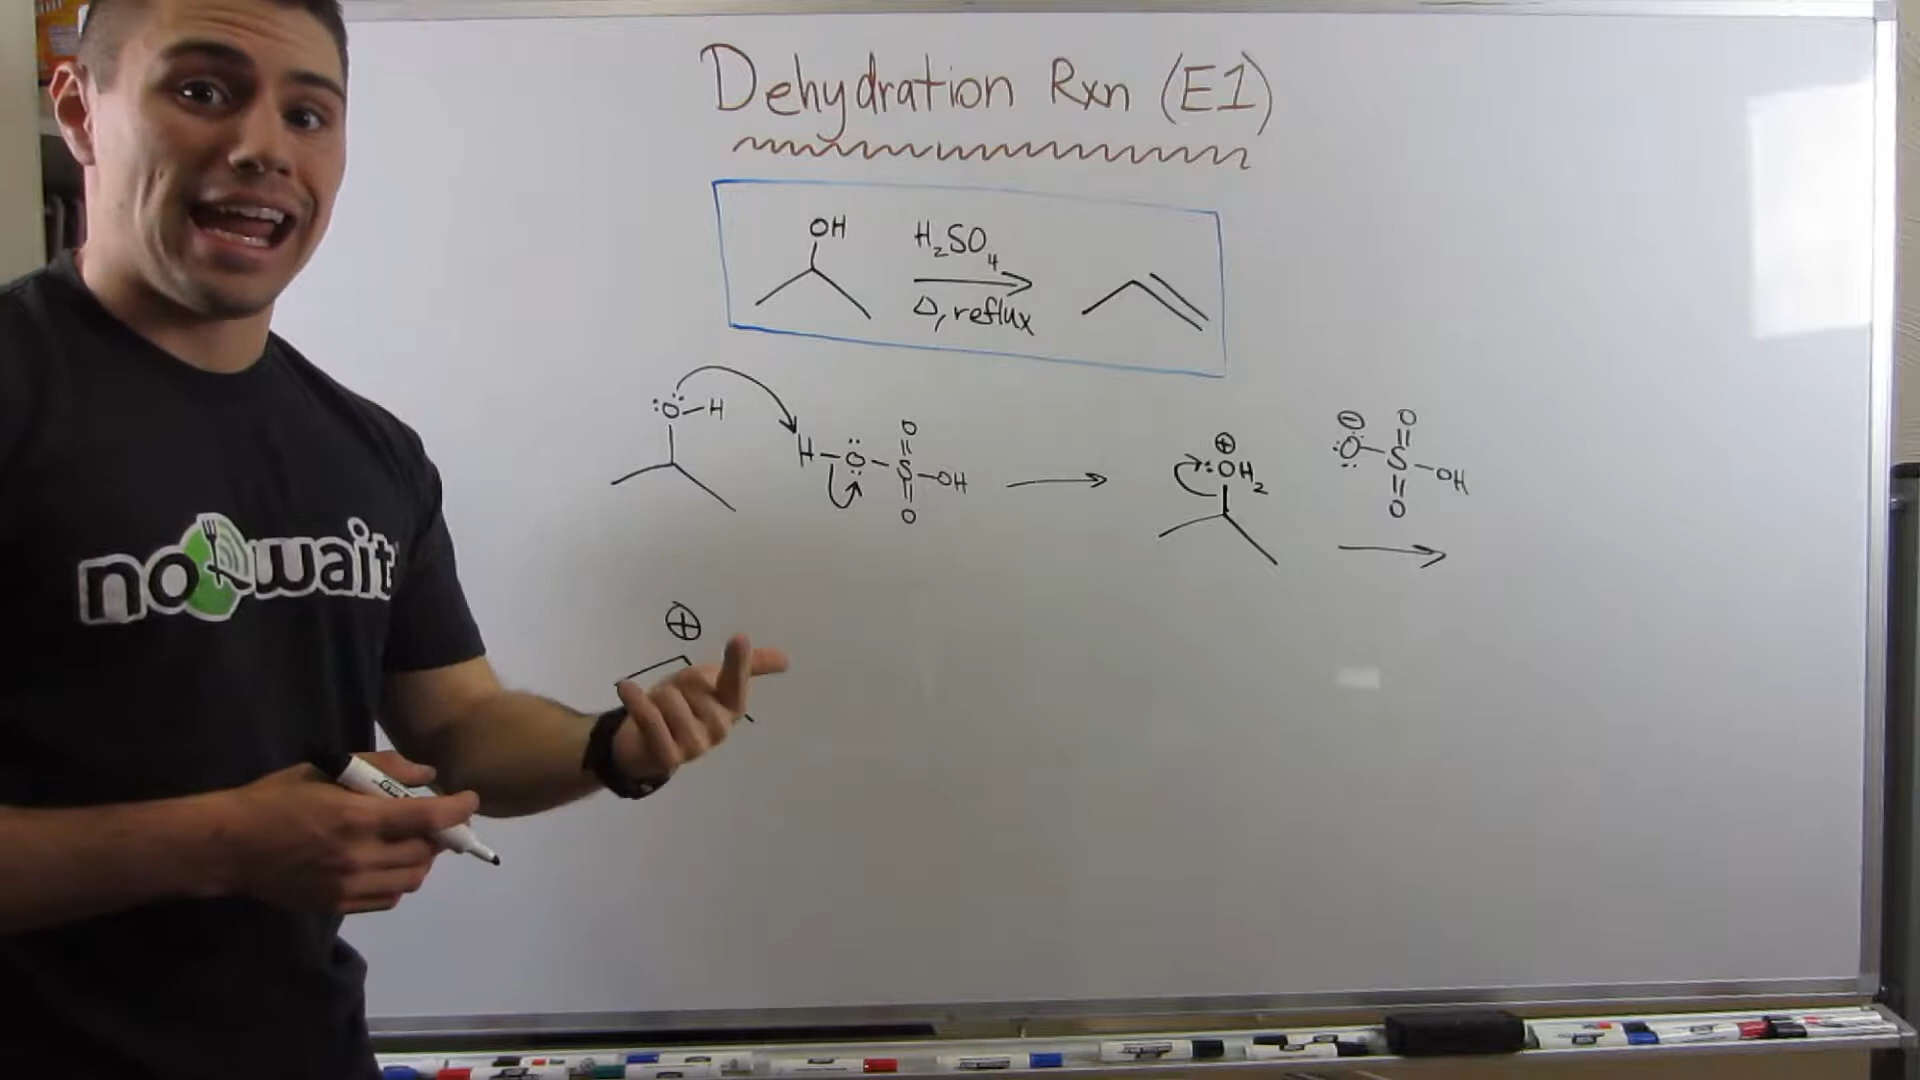 Dehydration Rxn (E1)
OH
H₂SO₄
Δ, reflux
:Ö-H
H-Ö-S-OH
O
O
⊕
:OH₂
⊖
:Ö-S-OH
O
O
⊕
nowait